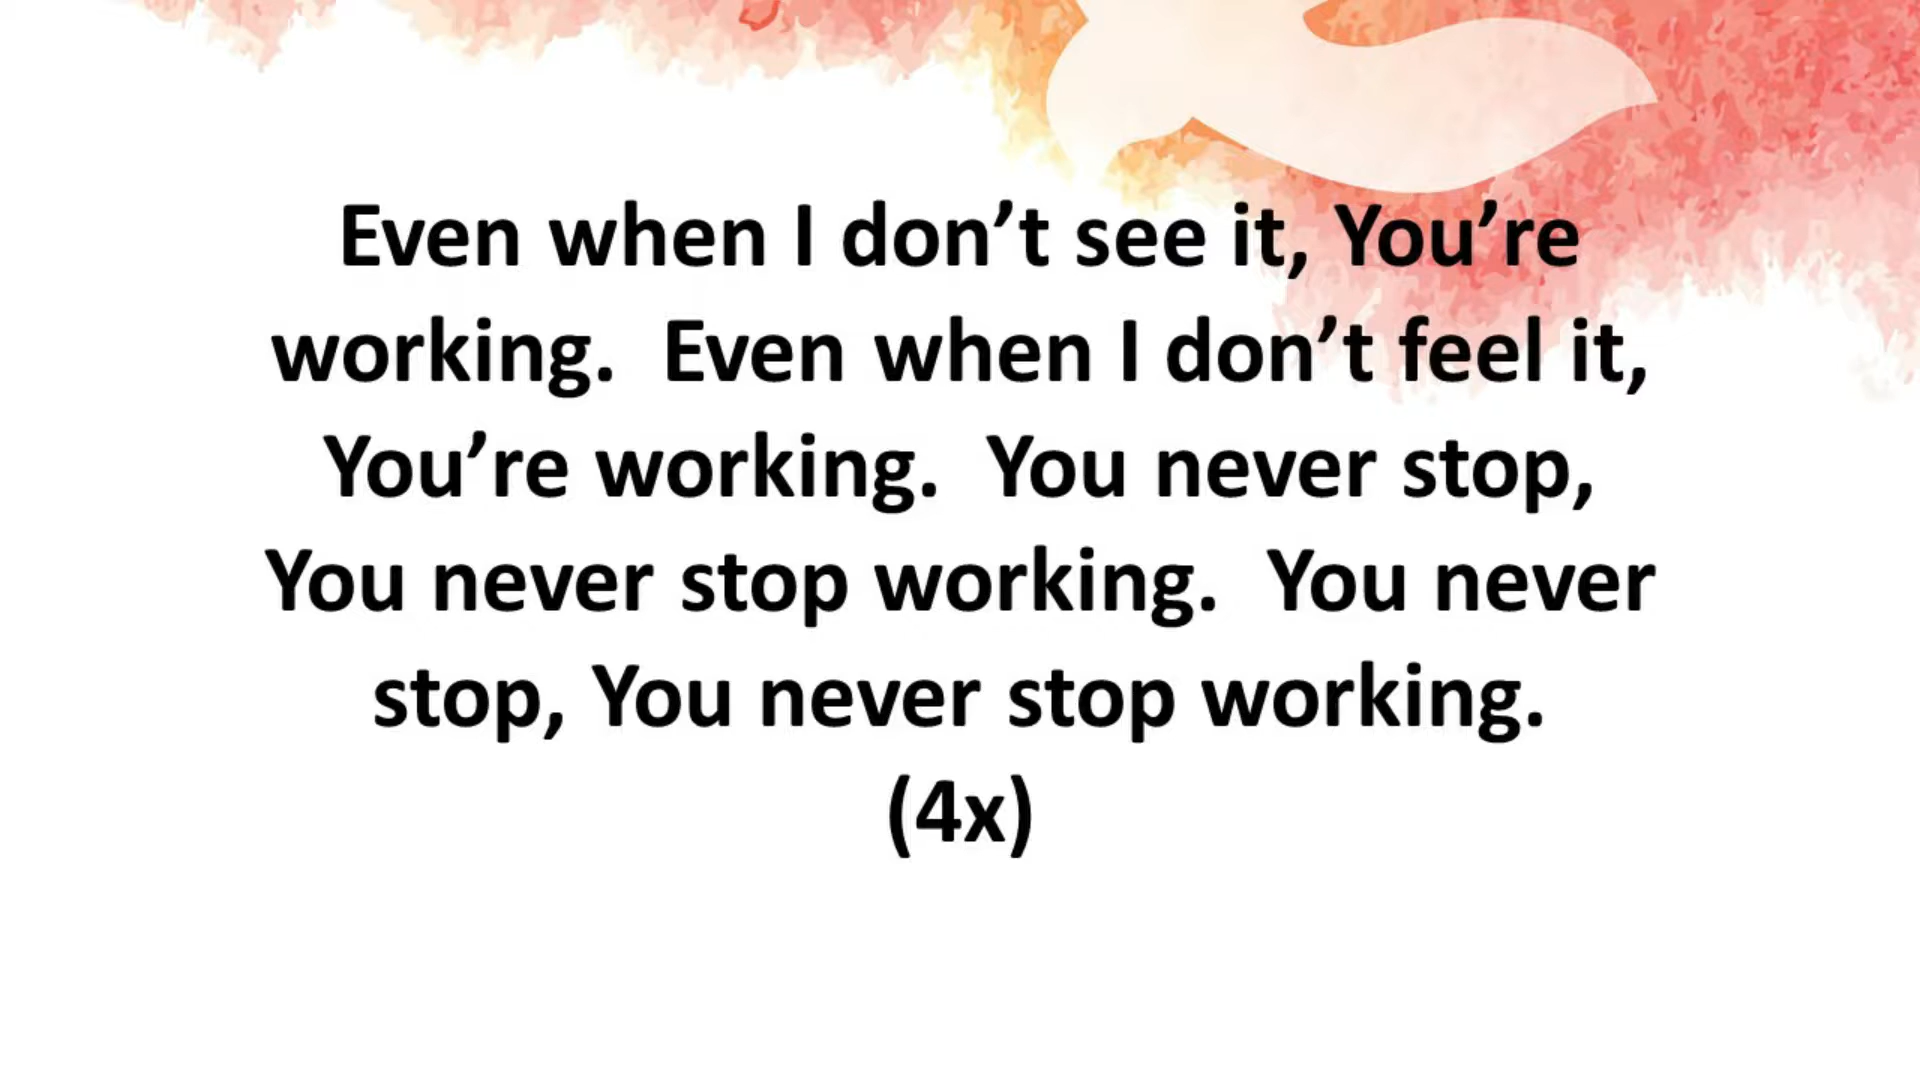 Even when I don’t see it, You’re
working.  Even when I don’t feel it,
You’re working.  You never stop,
You never stop working.  You never
stop, You never stop working.
(4x)